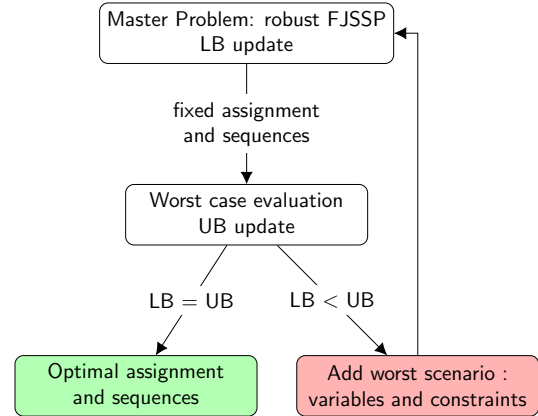 Master Problem: robust FJSSP
LB update
fixed assignment
and sequences
Worst case evaluation
UB update
LB = UB
LB < UB
Optimal assignment
and sequences
Add worst scenario :
variables and constraints